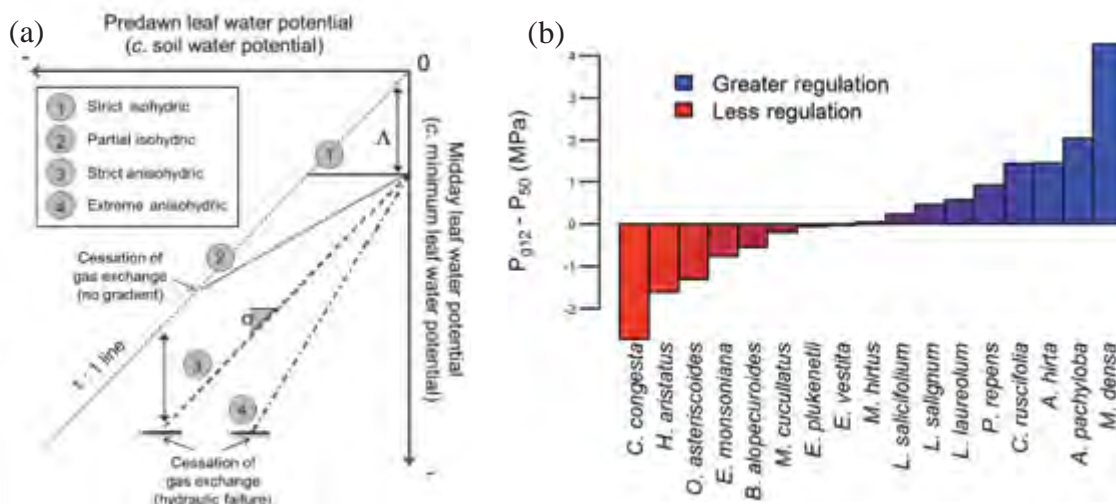 (a)
Predawn leaf water potential
(c. soil water potential)
-
0
1 Strict isohydric
2 Partial isohydric
3 Strict anisohydric
4 Extreme anisohydric
Λ
1
2
3
4
σ
Cessation of
gas exchange
(no gradient)
1 : 1 line
Cessation of
gas exchange
(hydraulic failure)
Midday leaf water potential
(c. minimum leaf water potential)
-
(b)
Greater regulation
Less regulation
Pg12 - P50 (MPa)
4
3
2
1
0
-1
-2
C. congesta
H. aristatus
O. asteriscoides
E. monsoniana
B. alopecuroides
M. cucullatus
E. plukenetii
E. vestita
M. hirtus
L. salicifolium
L. salignum
L. laureolum
P. repens
C. ruscifolia
A. hirta
A. pachyloba
M. densa